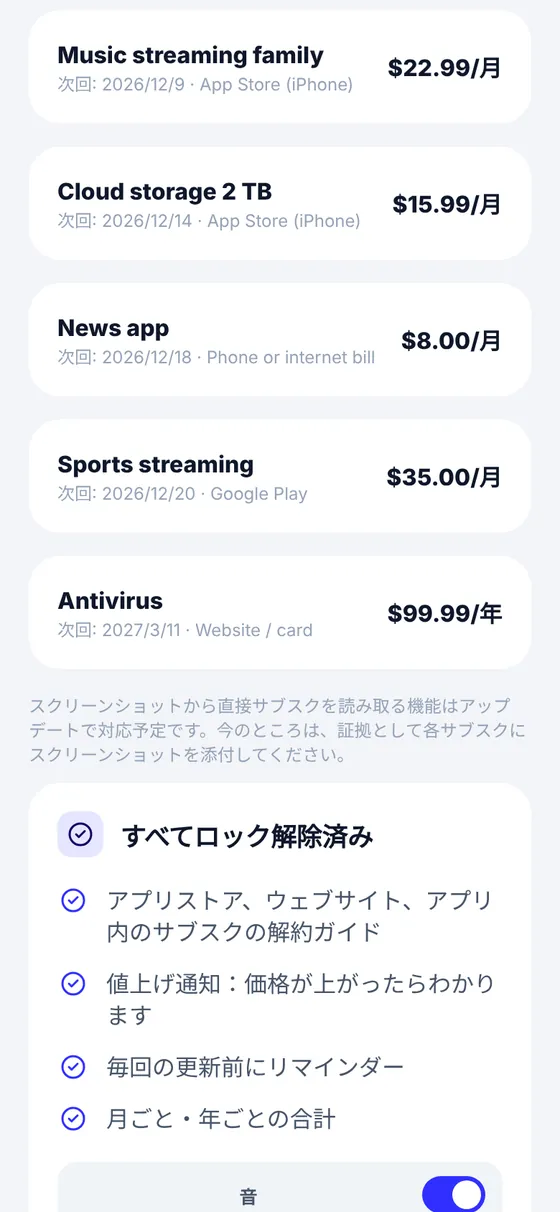 Music streaming family
次回: 2026/12/9 · App Store (iPhone)
$22.99/月
Cloud storage 2 TB
次回: 2026/12/14 · App Store (iPhone)
$15.99/月
News app
次回: 2026/12/18 · Phone or internet bill
$8.00/月
Sports streaming
次回: 2026/12/20 · Google Play
$35.00/月
Antivirus
次回: 2027/3/11 · Website / card
$99.99/年
スクリーンショットから直接サブスクを読み取る機能はアップ
デートで対応予定です。今のところは、証拠として各サブスクに
スクリーンショットを添付してください。
すべてロック解除済み
アプリストア、ウェブサイト、アプリ
内のサブスクの解約ガイド
値上げ通知：価格が上がったらわかり
ます
毎回の更新前にリマインダー
月ごと・年ごとの合計
音